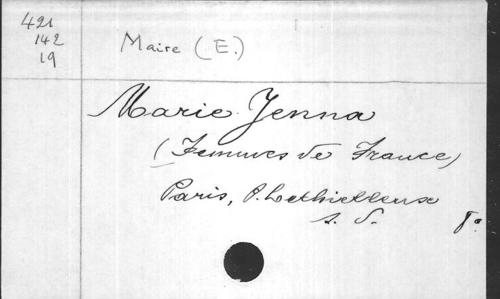 421
142
19
Maire (E.)
Marie Jenna
(Femmes de France)
Paris, P. Lethielleux
s. d. 8°